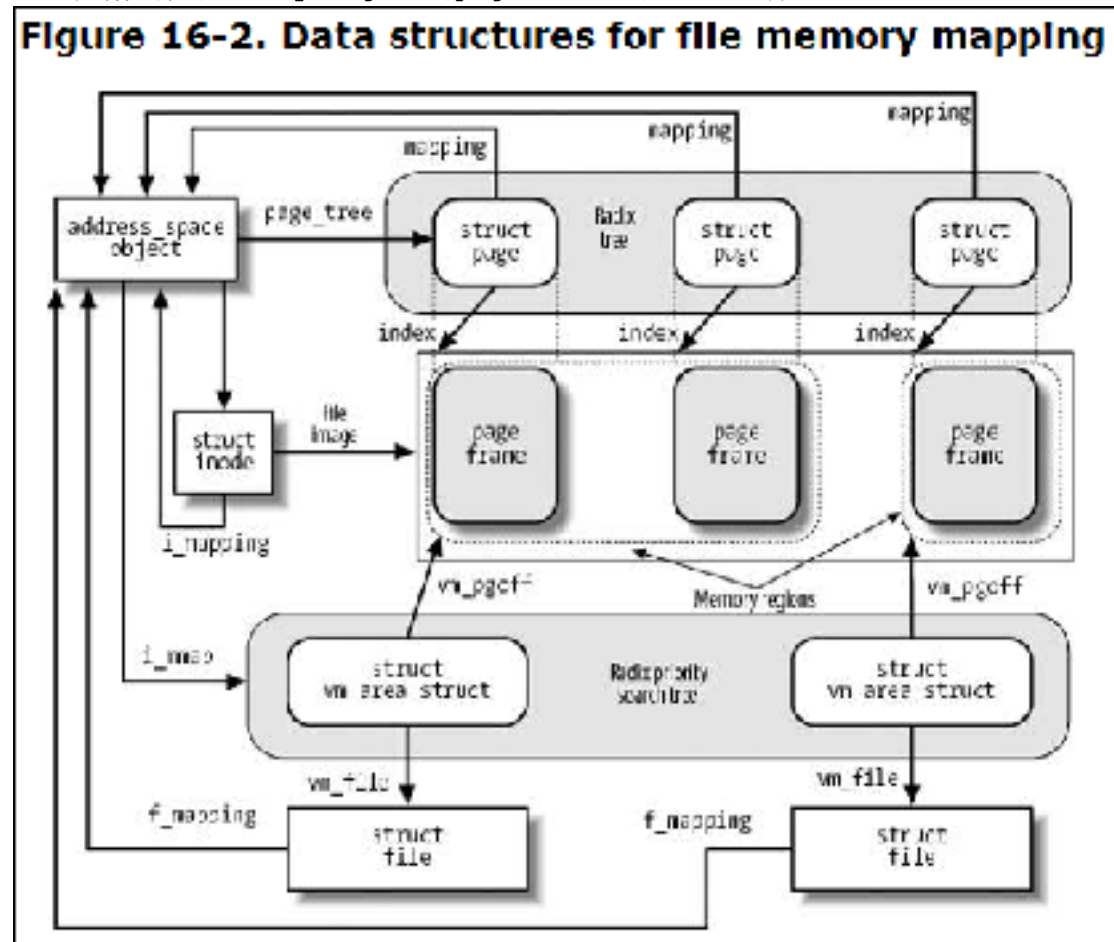 Figure 16-2. Data structures for file memory mapping
mapping
mapping
mapping
address_space
object
page_tree
struct
page
Radix
tree
struct
page
struct
page
index
index
index
struct
inode
file
image
page
frame
page
frame
page
frame
i_mapping
vm_pgoff
Memory regions
vm_pgoff
i_mmap
struct
vm_area_struct
Radix priority
search tree
struct
vm_area_struct
vm_file
vm_file
f_mapping
struct
file
f_mapping
struct
file